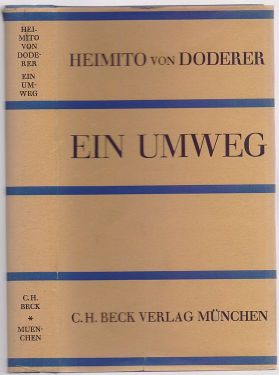 HEI-
MITO
VON
DODE-
RER
EIN
UM-
WEG
C.H.
BECK
*
MUEN-
CHEN
HEIMITO VON DODERER
EIN UMWEG
C.H. BECK VERLAG MÜNCHEN